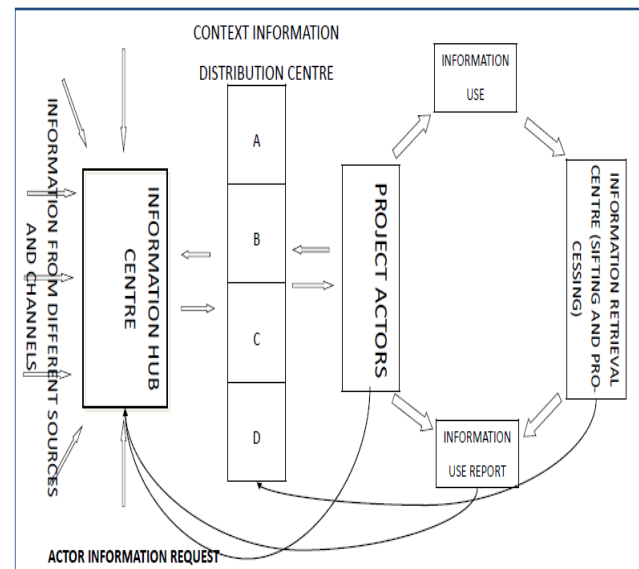 CONTEXT INFORMATION
DISTRIBUTION CENTRE
INFORMATION FROM DIFFERENT SOURCES
AND CHANNELS
INFORMATION HUB
CENTRE
A
B
C
D
PROJECT ACTORS
INFORMATION
USE
INFORMATION RETRIEVAL
CENTRE (SIFTING AND PRO-
CESSING)
INFORMATION
USE REPORT
ACTOR INFORMATION REQUEST